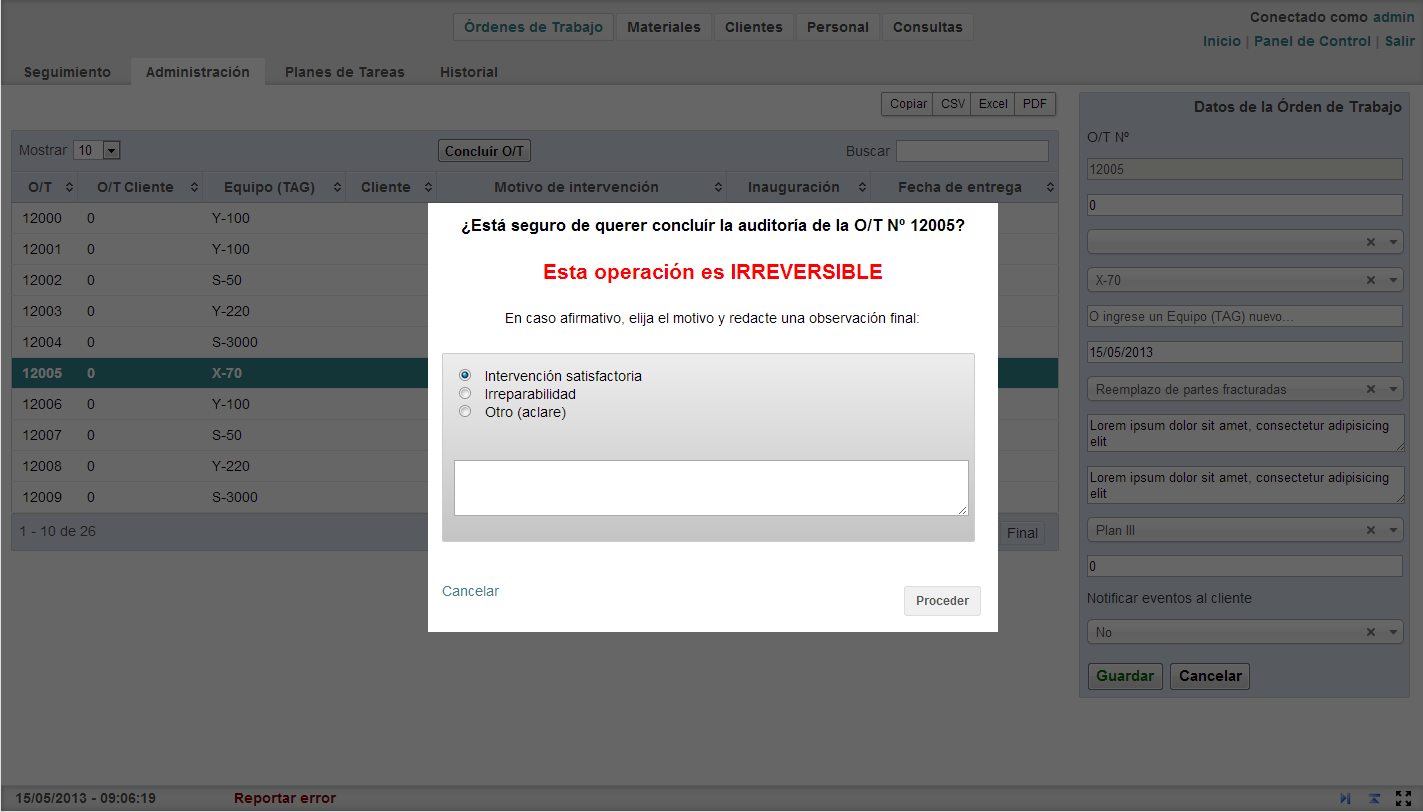 Órdenes de Trabajo Materiales Clientes Personal Consultas
Conectado como admin
Inicio | Panel de Control | Salir
Seguimiento Administración Planes de Tareas Historial
Copiar CSV Excel PDF
Mostrar 10 Concluír O/T Buscar
O/T O/T Cliente Equipo (TAG) Cliente Motivo de intervención Inauguración Fecha de entrega
12000 0 Y-100
12001 0 Y-100
12002 0 S-50
12003 0 Y-220
12004 0 S-3000
12005 0 X-70
12006 0 Y-100
12007 0 S-50
12008 0 Y-220
12009 0 S-3000
1 - 10 de 26 Final
¿Está seguro de querer concluír la auditoría de la O/T Nº 12005?
Esta operación es IRREVERSIBLE
En caso afirmativo, elija el motivo y redacte una observación final:
Intervención satisfactoria
Irreparabilidad
Otro (aclare)
Cancelar Proceder
Datos de la Órden de Trabajo
O/T Nº
12005
0
X-70
O ingrese un Equipo (TAG) nuevo...
15/05/2013
Reemplazo de partes fracturadas
Lorem ipsum dolor sit amet, consectetur adipisicing
elit
Lorem ipsum dolor sit amet, consectetur adipisicing
elit
Plan III
0
Notificar eventos al cliente
No
Guardar Cancelar
15/05/2013 - 09:06:19 Reportar error